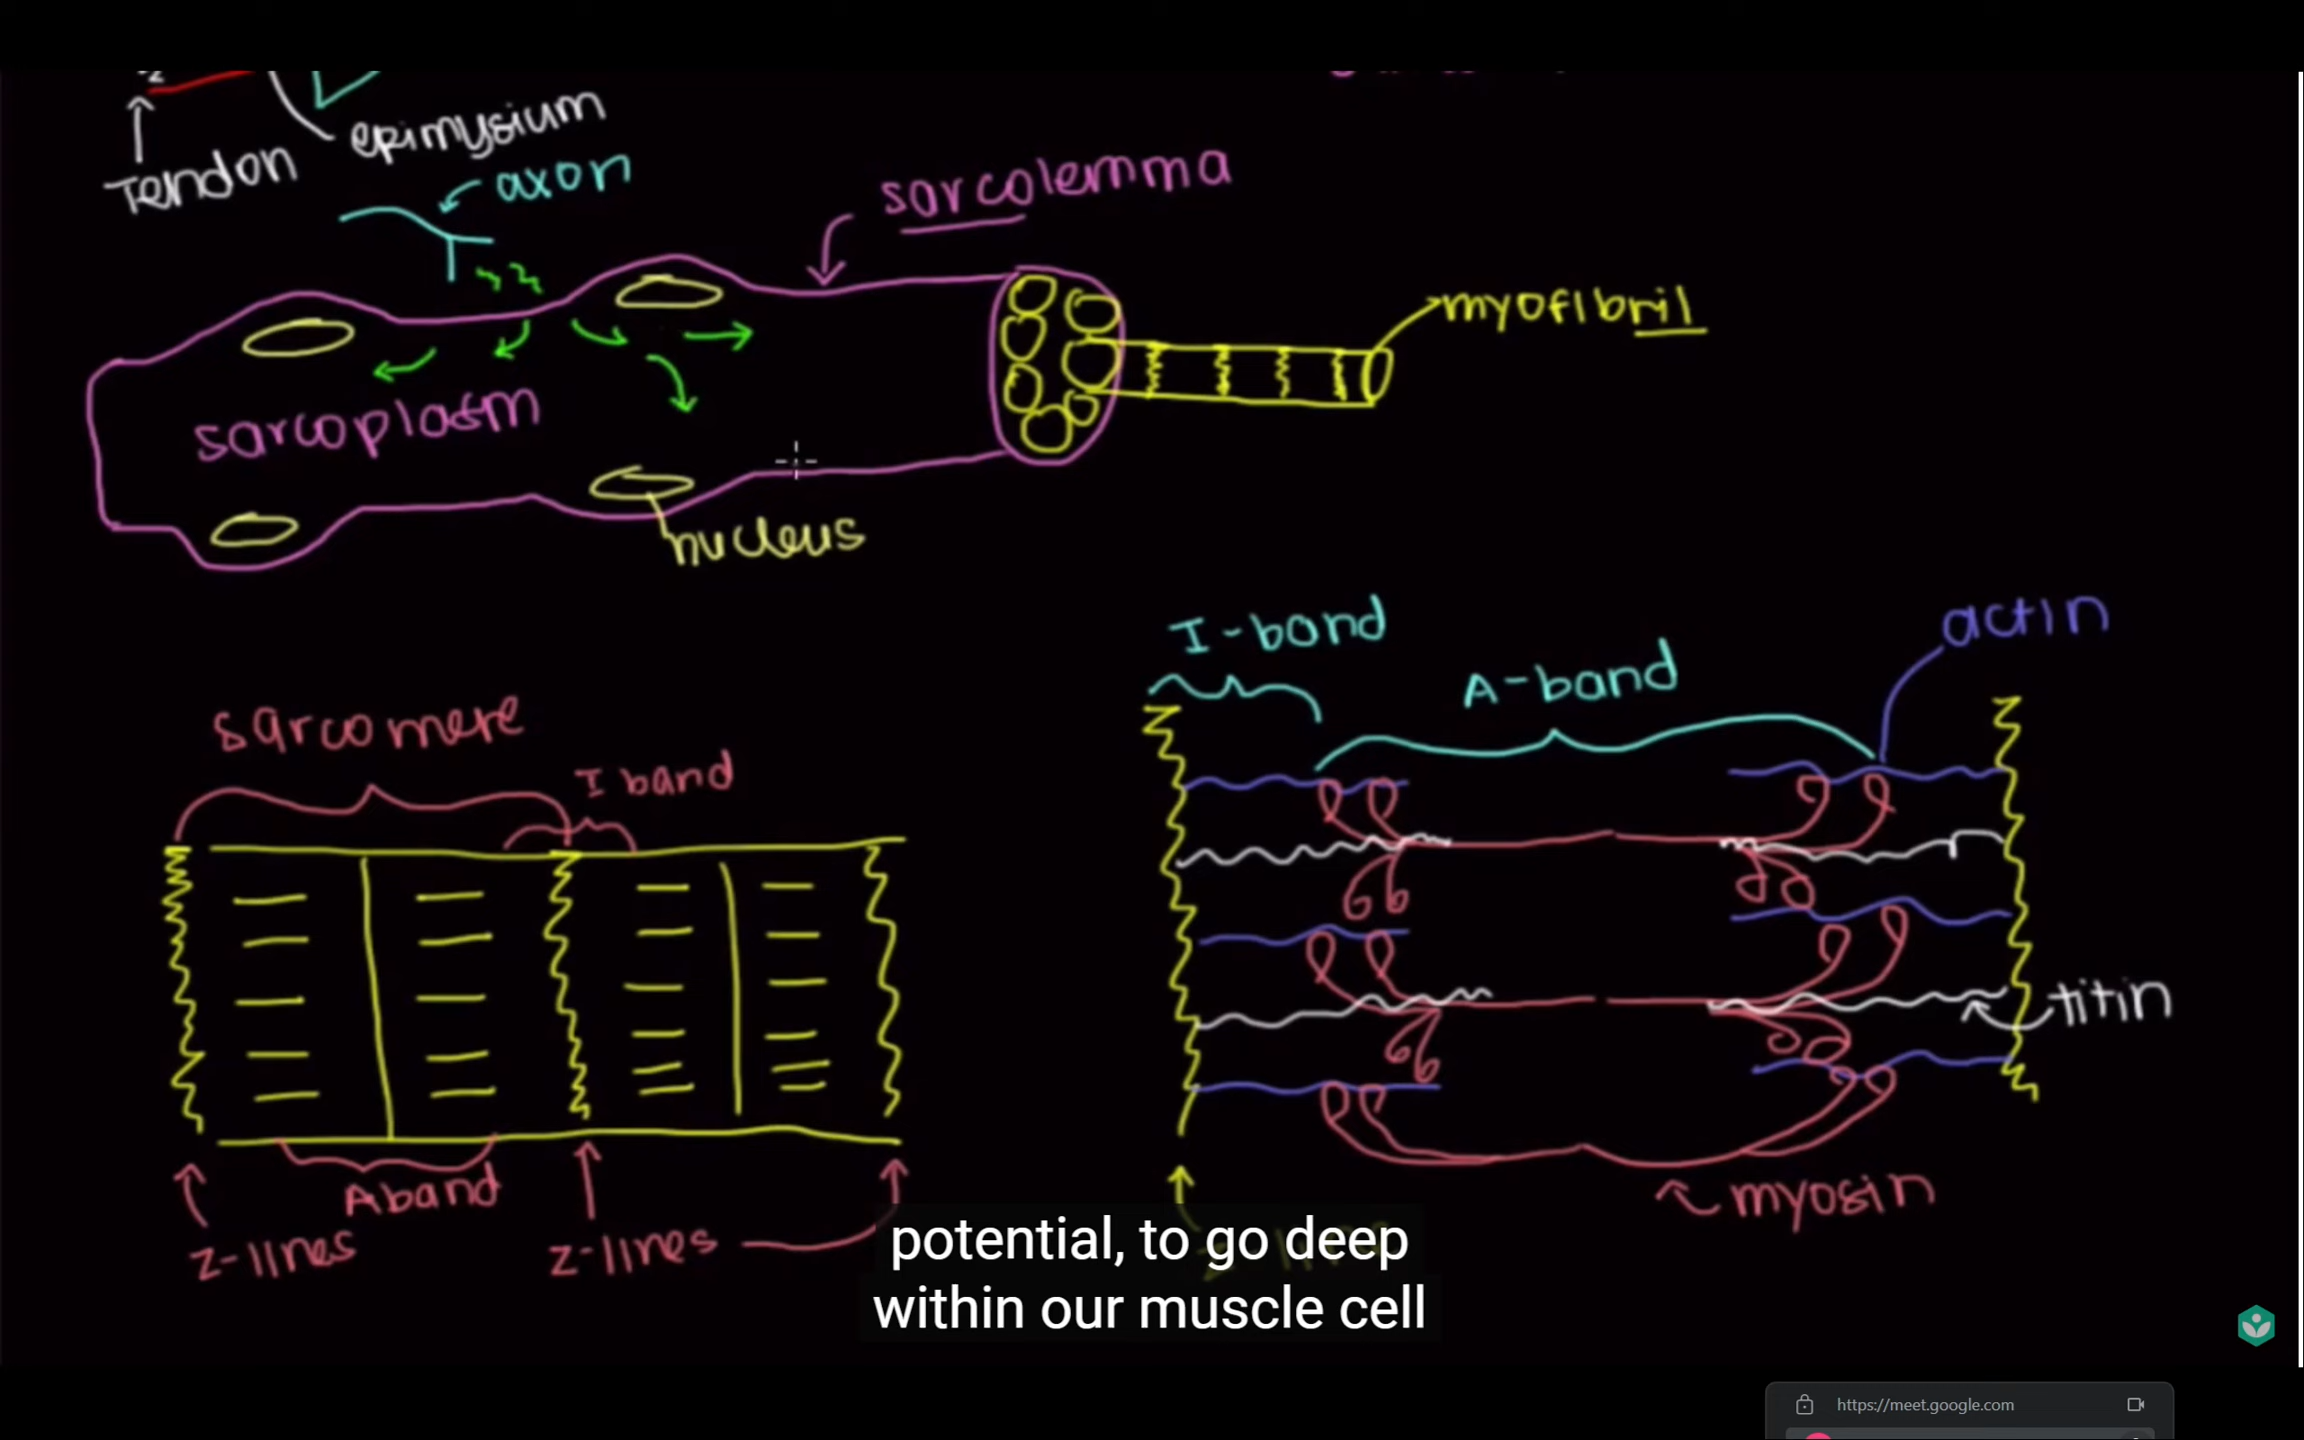 epimysium
Tendon
axon
sarcolemma
myofibril
sarcoplasm
nucleus
I-band
actin
A-band
sarcomere
I band
titin
A band
myosin
z-lines
z-lines
potential, to go deep
within our muscle cell
https://meet.google.com